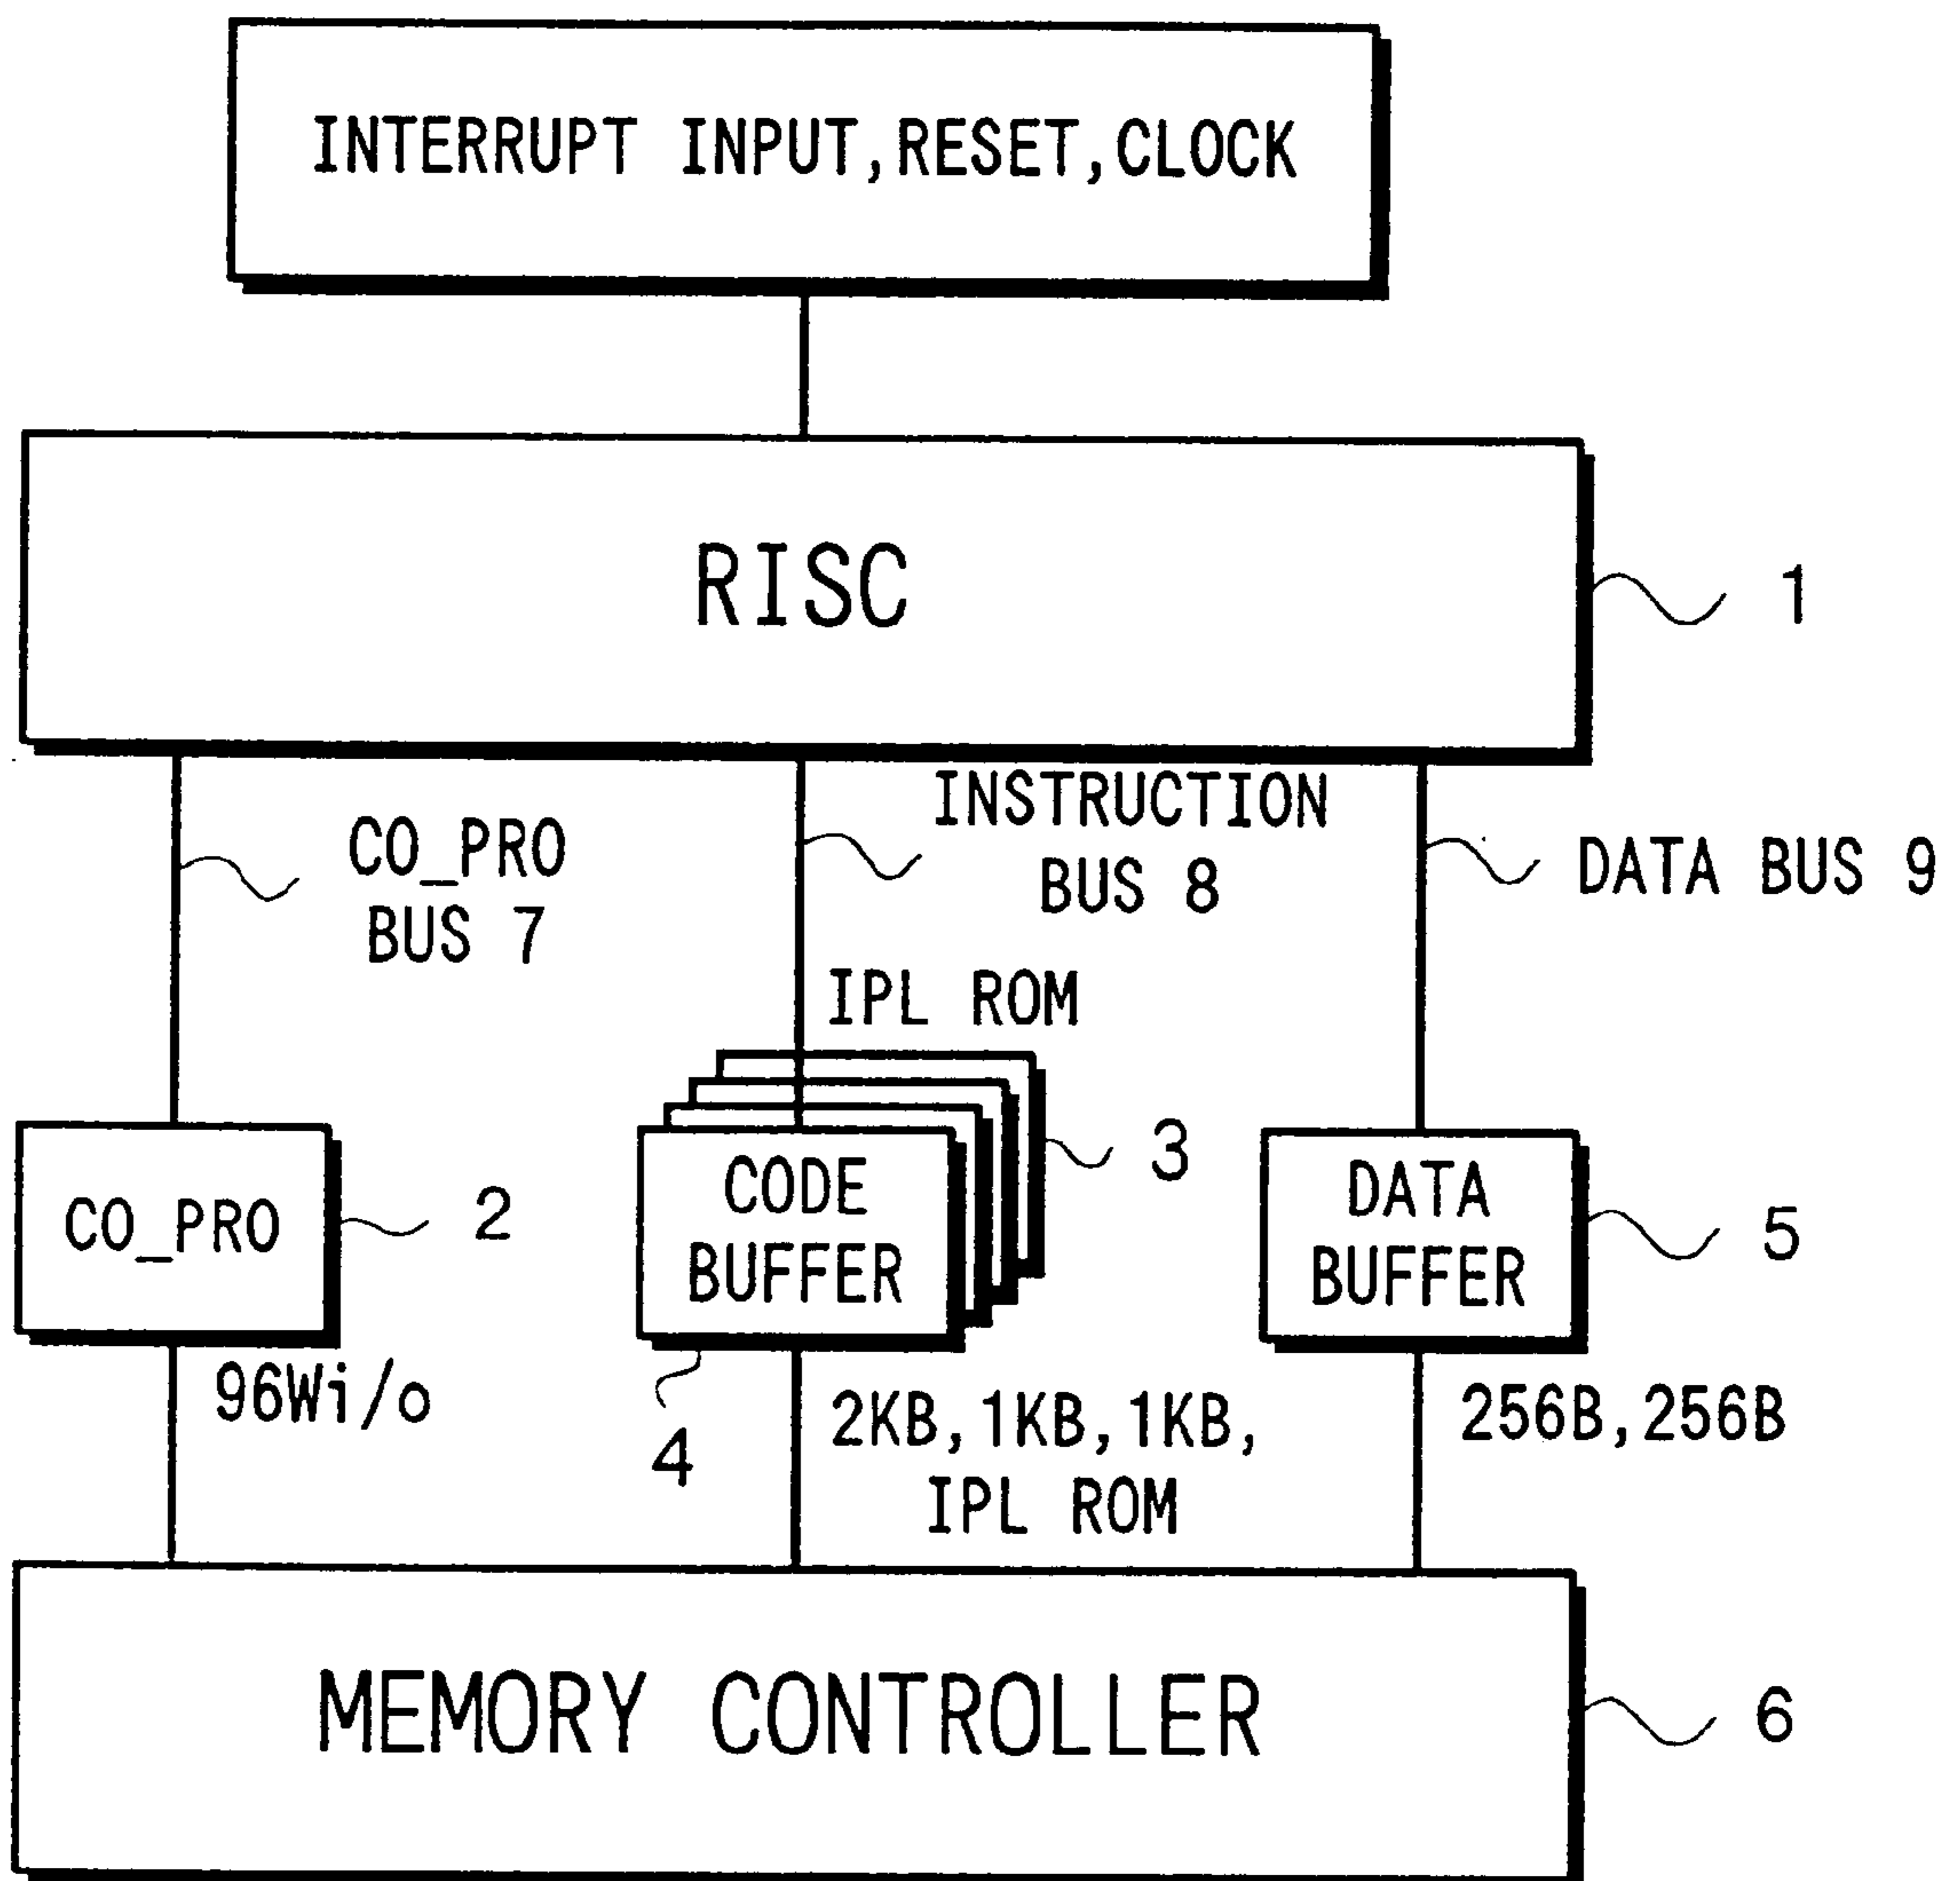 INTERRUPT INPUT,RESET,CLOCK
RISC
1
CO_PRO
BUS 7
INSTRUCTION
BUS 8
DATA BUS 9
IPL ROM
CO_PRO
2
CODE
BUFFER
3
DATA
BUFFER
5
96Wi/o
4
2KB,1KB,1KB,
IPL ROM
256B,256B
MEMORY CONTROLLER
6